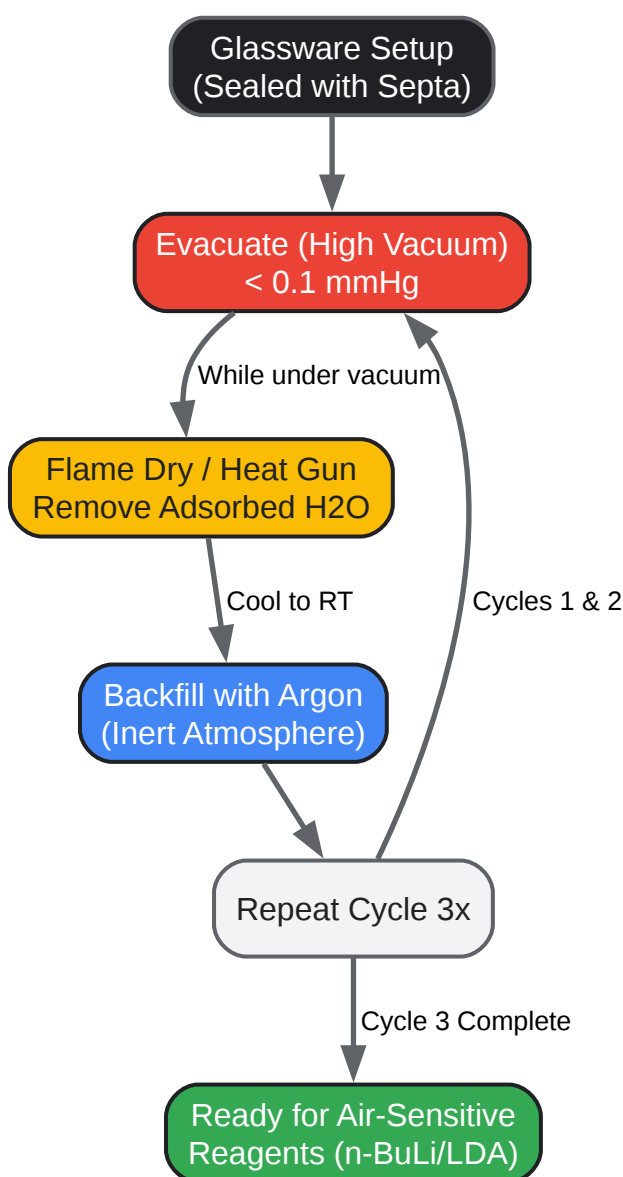 Glassware Setup
(Sealed with Septa)
Evacuate (High Vacuum)
< 0.1 mmHg
While under vacuum
Flame Dry / Heat Gun
Remove Adsorbed H2O
Cool to RT
Cycles 1 & 2
Backfill with Argon
(Inert Atmosphere)
Repeat Cycle 3x
Cycle 3 Complete
Ready for Air-Sensitive
Reagents (n-BuLi/LDA)